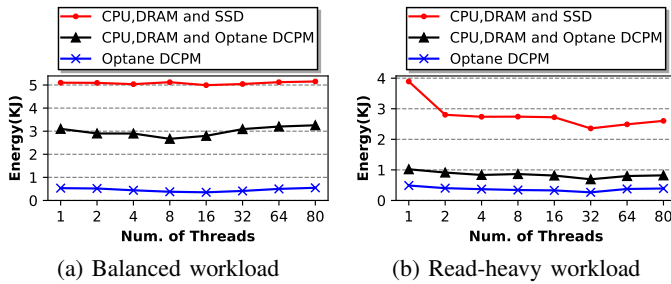 CPU,DRAM and SSD
CPU,DRAM and Optane DCPM
Optane DCPM
Energy(KJ)
5
4
3
2
1
0
1 2 4 8 16 32 64 80
Num. of Threads
(a) Balanced workload
CPU,DRAM and SSD
CPU,DRAM and Optane DCPM
Optane DCPM
Energy(KJ)
4
3
2
1
0
1 2 4 8 16 32 64 80
Num. of Threads
(b) Read-heavy workload